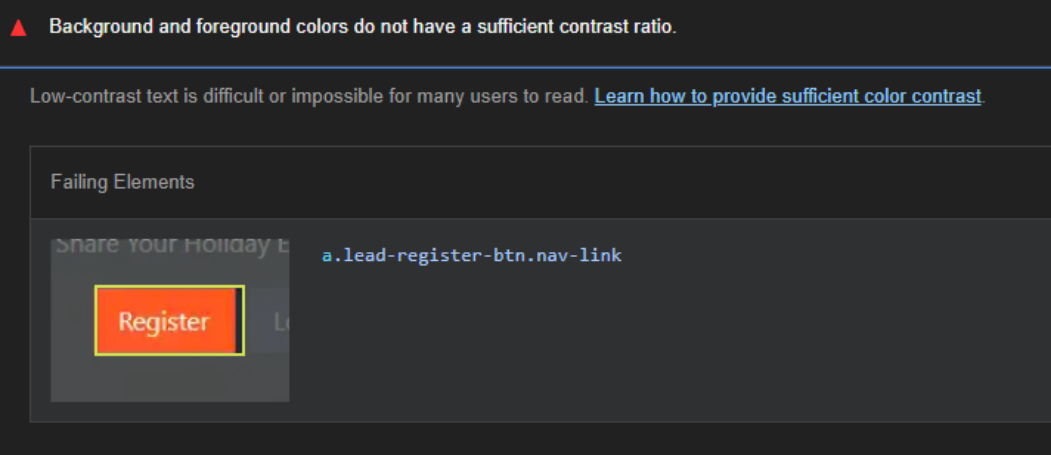 Background and foreground colors do not have a sufficient contrast ratio.
Low-contrast text is difficult or impossible for many users to read. Learn how to provide sufficient color contrast.
Failing Elements
Share Your Holiday E
a.lead-register-btn.nav-link
Register